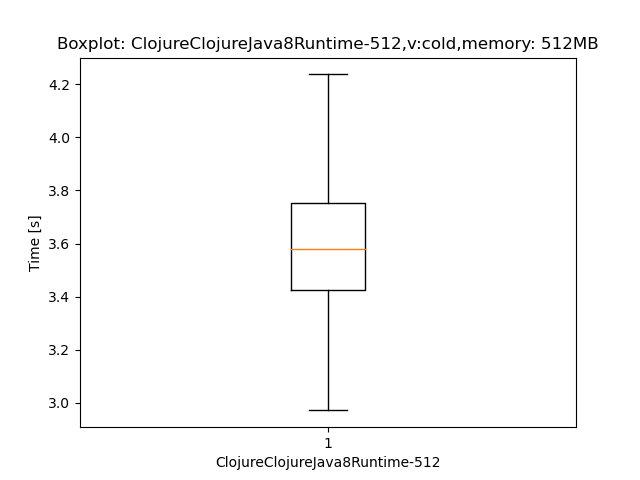 Boxplot: ClojureClojureJava8Runtime-512,v:cold,memory: 512MB
4.2
4.0
3.8
3.6
3.4
3.2
3.0
Time [s]
1
ClojureClojureJava8Runtime-512